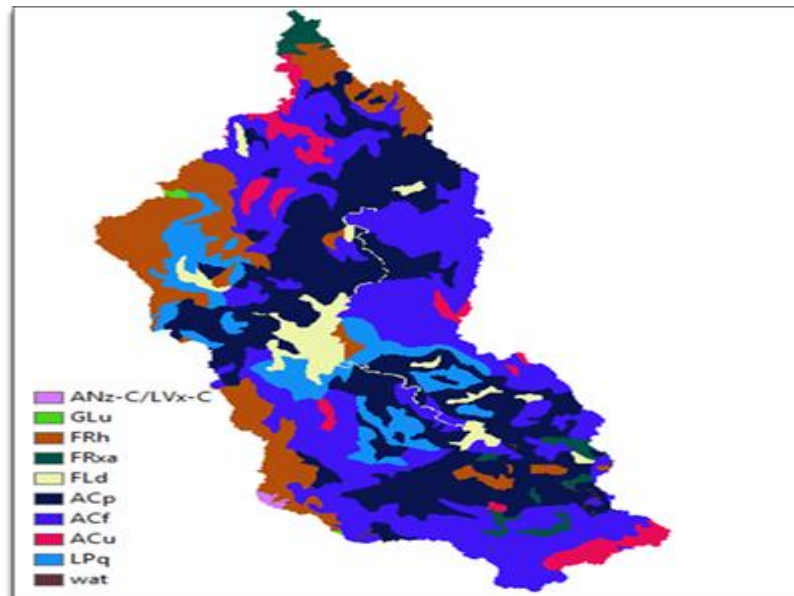 ANz-C/LVx-C
GLu
FRh
FRxa
FLd
ACp
ACf
ACu
LPq
wat